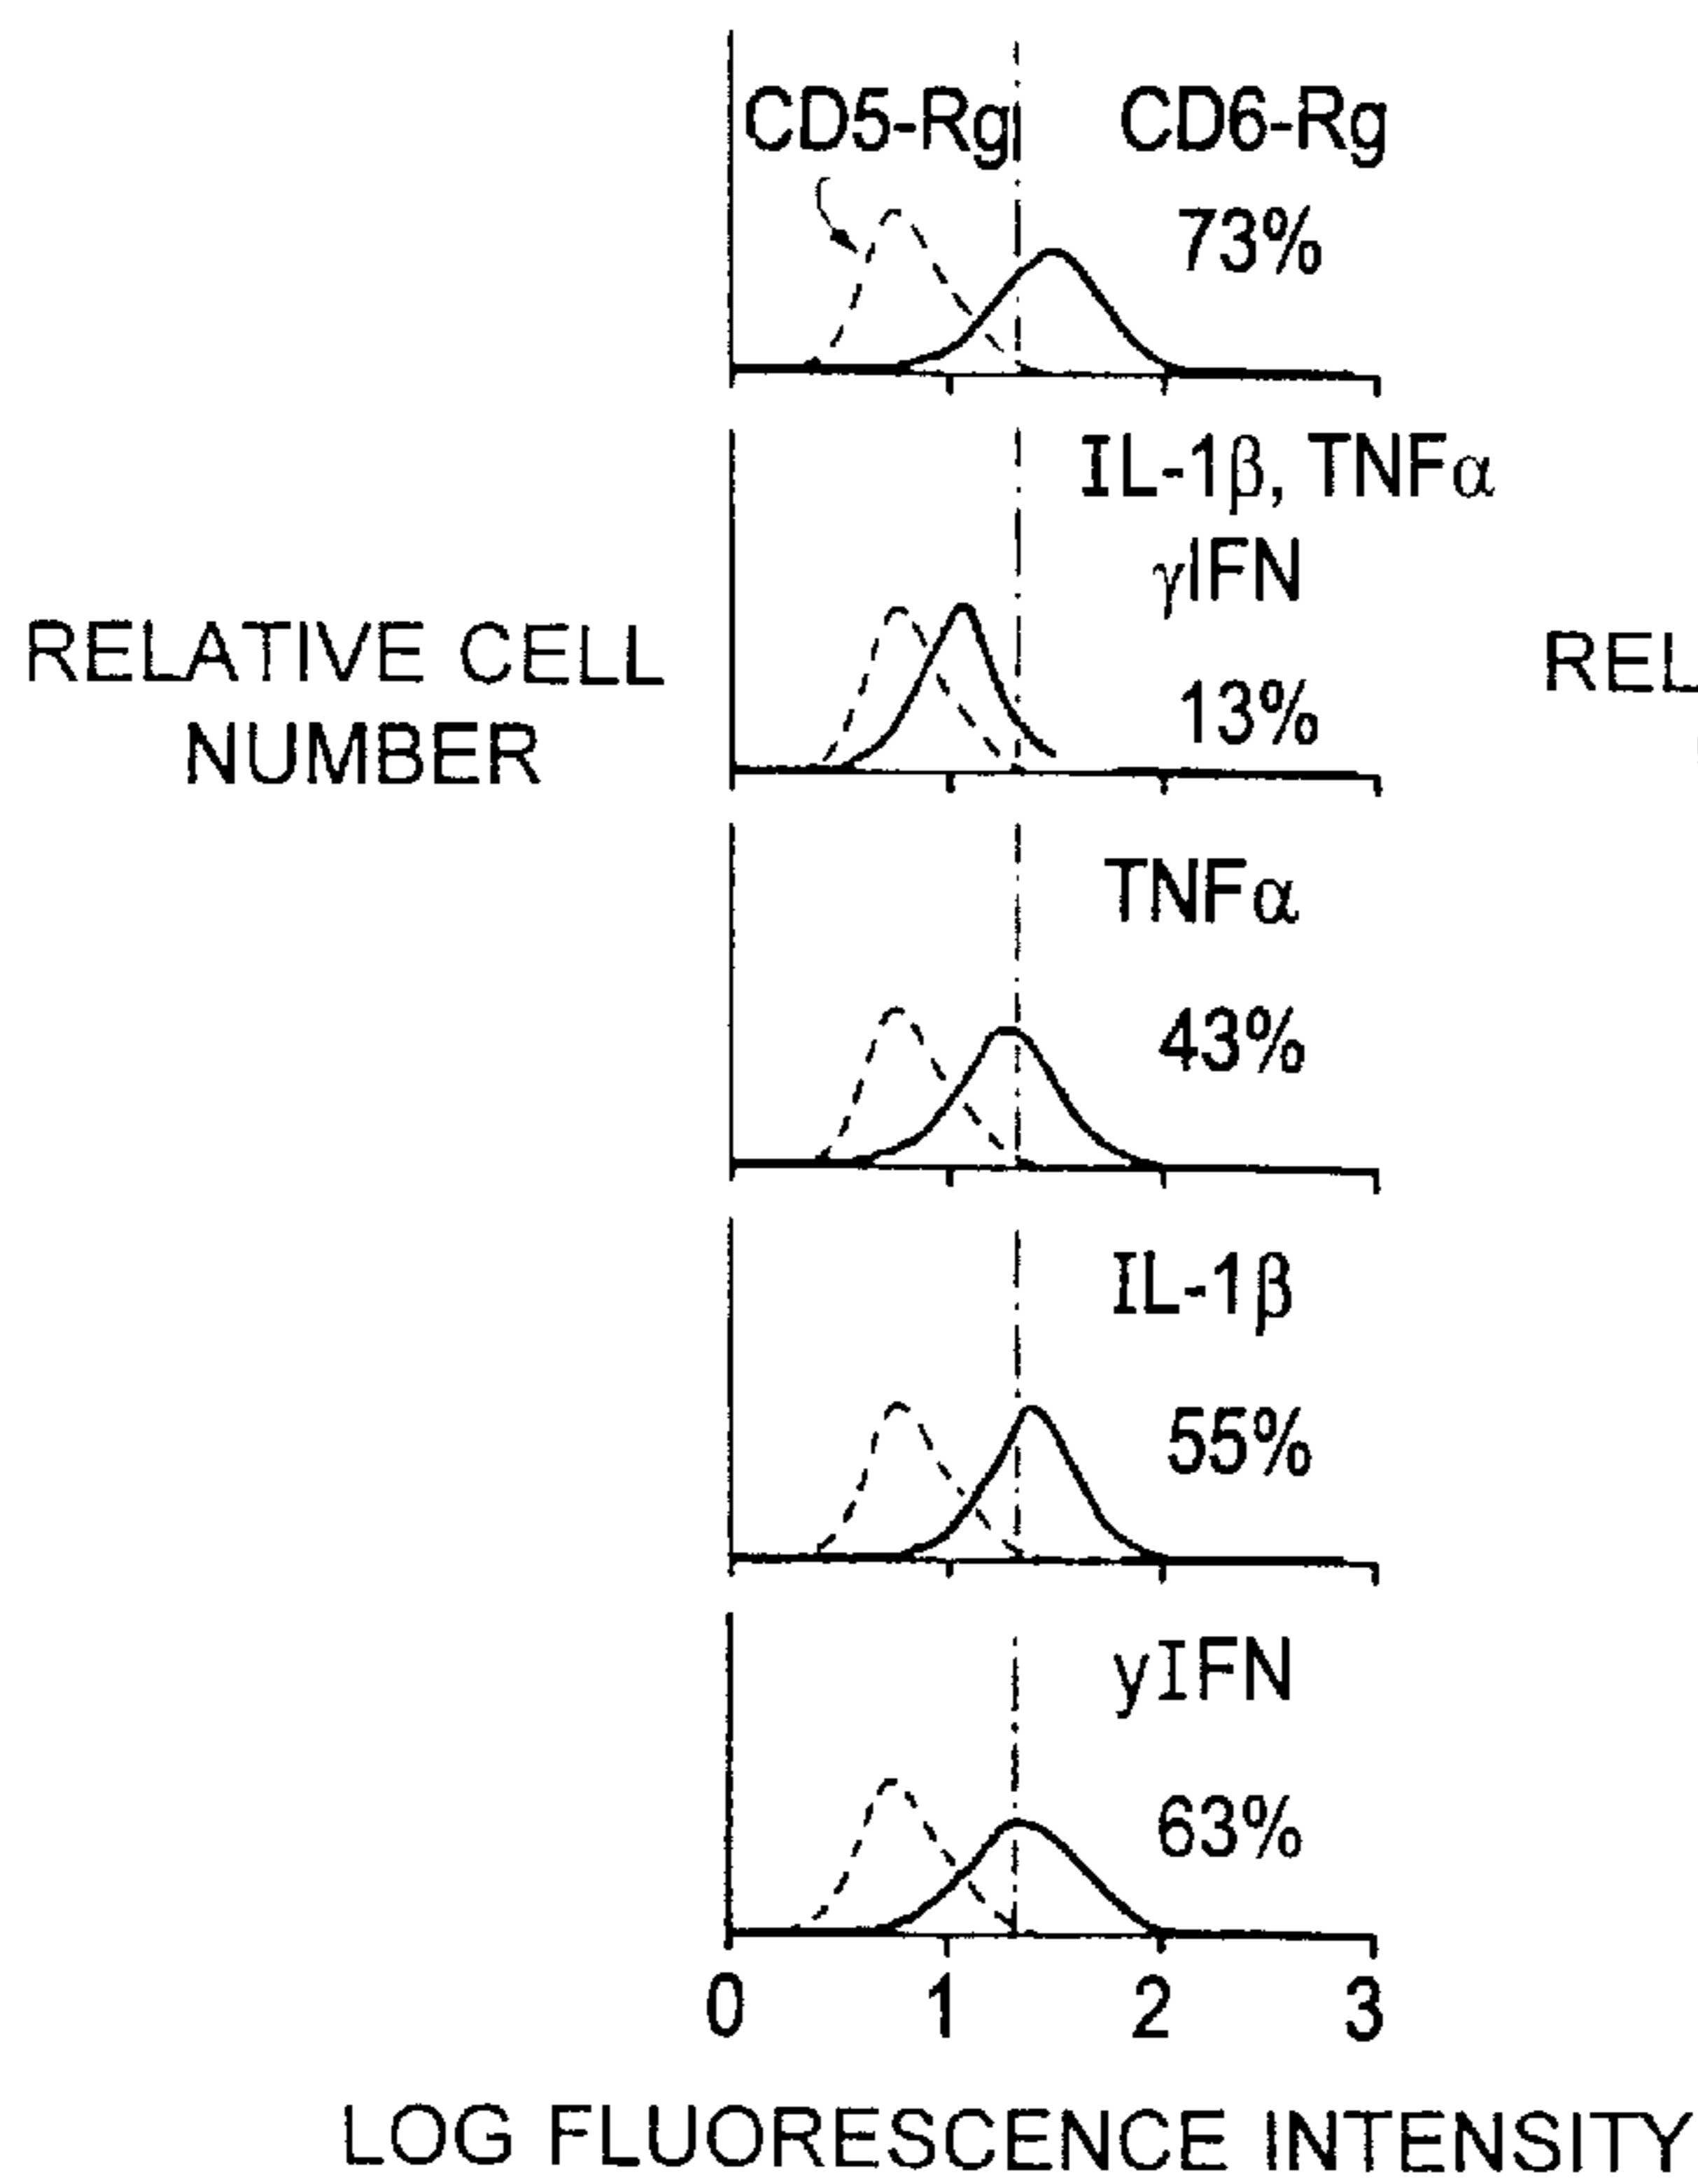 CD5-Rg CD6-Rg
73%
IL-1β, TNFα
γIFN
13%
RELATIVE CELL
NUMBER
REL
TNFα
43%
IL-1β
55%
yIFN
63%
0 1 2 3
LOG FLUORESCENCE INTENSITY